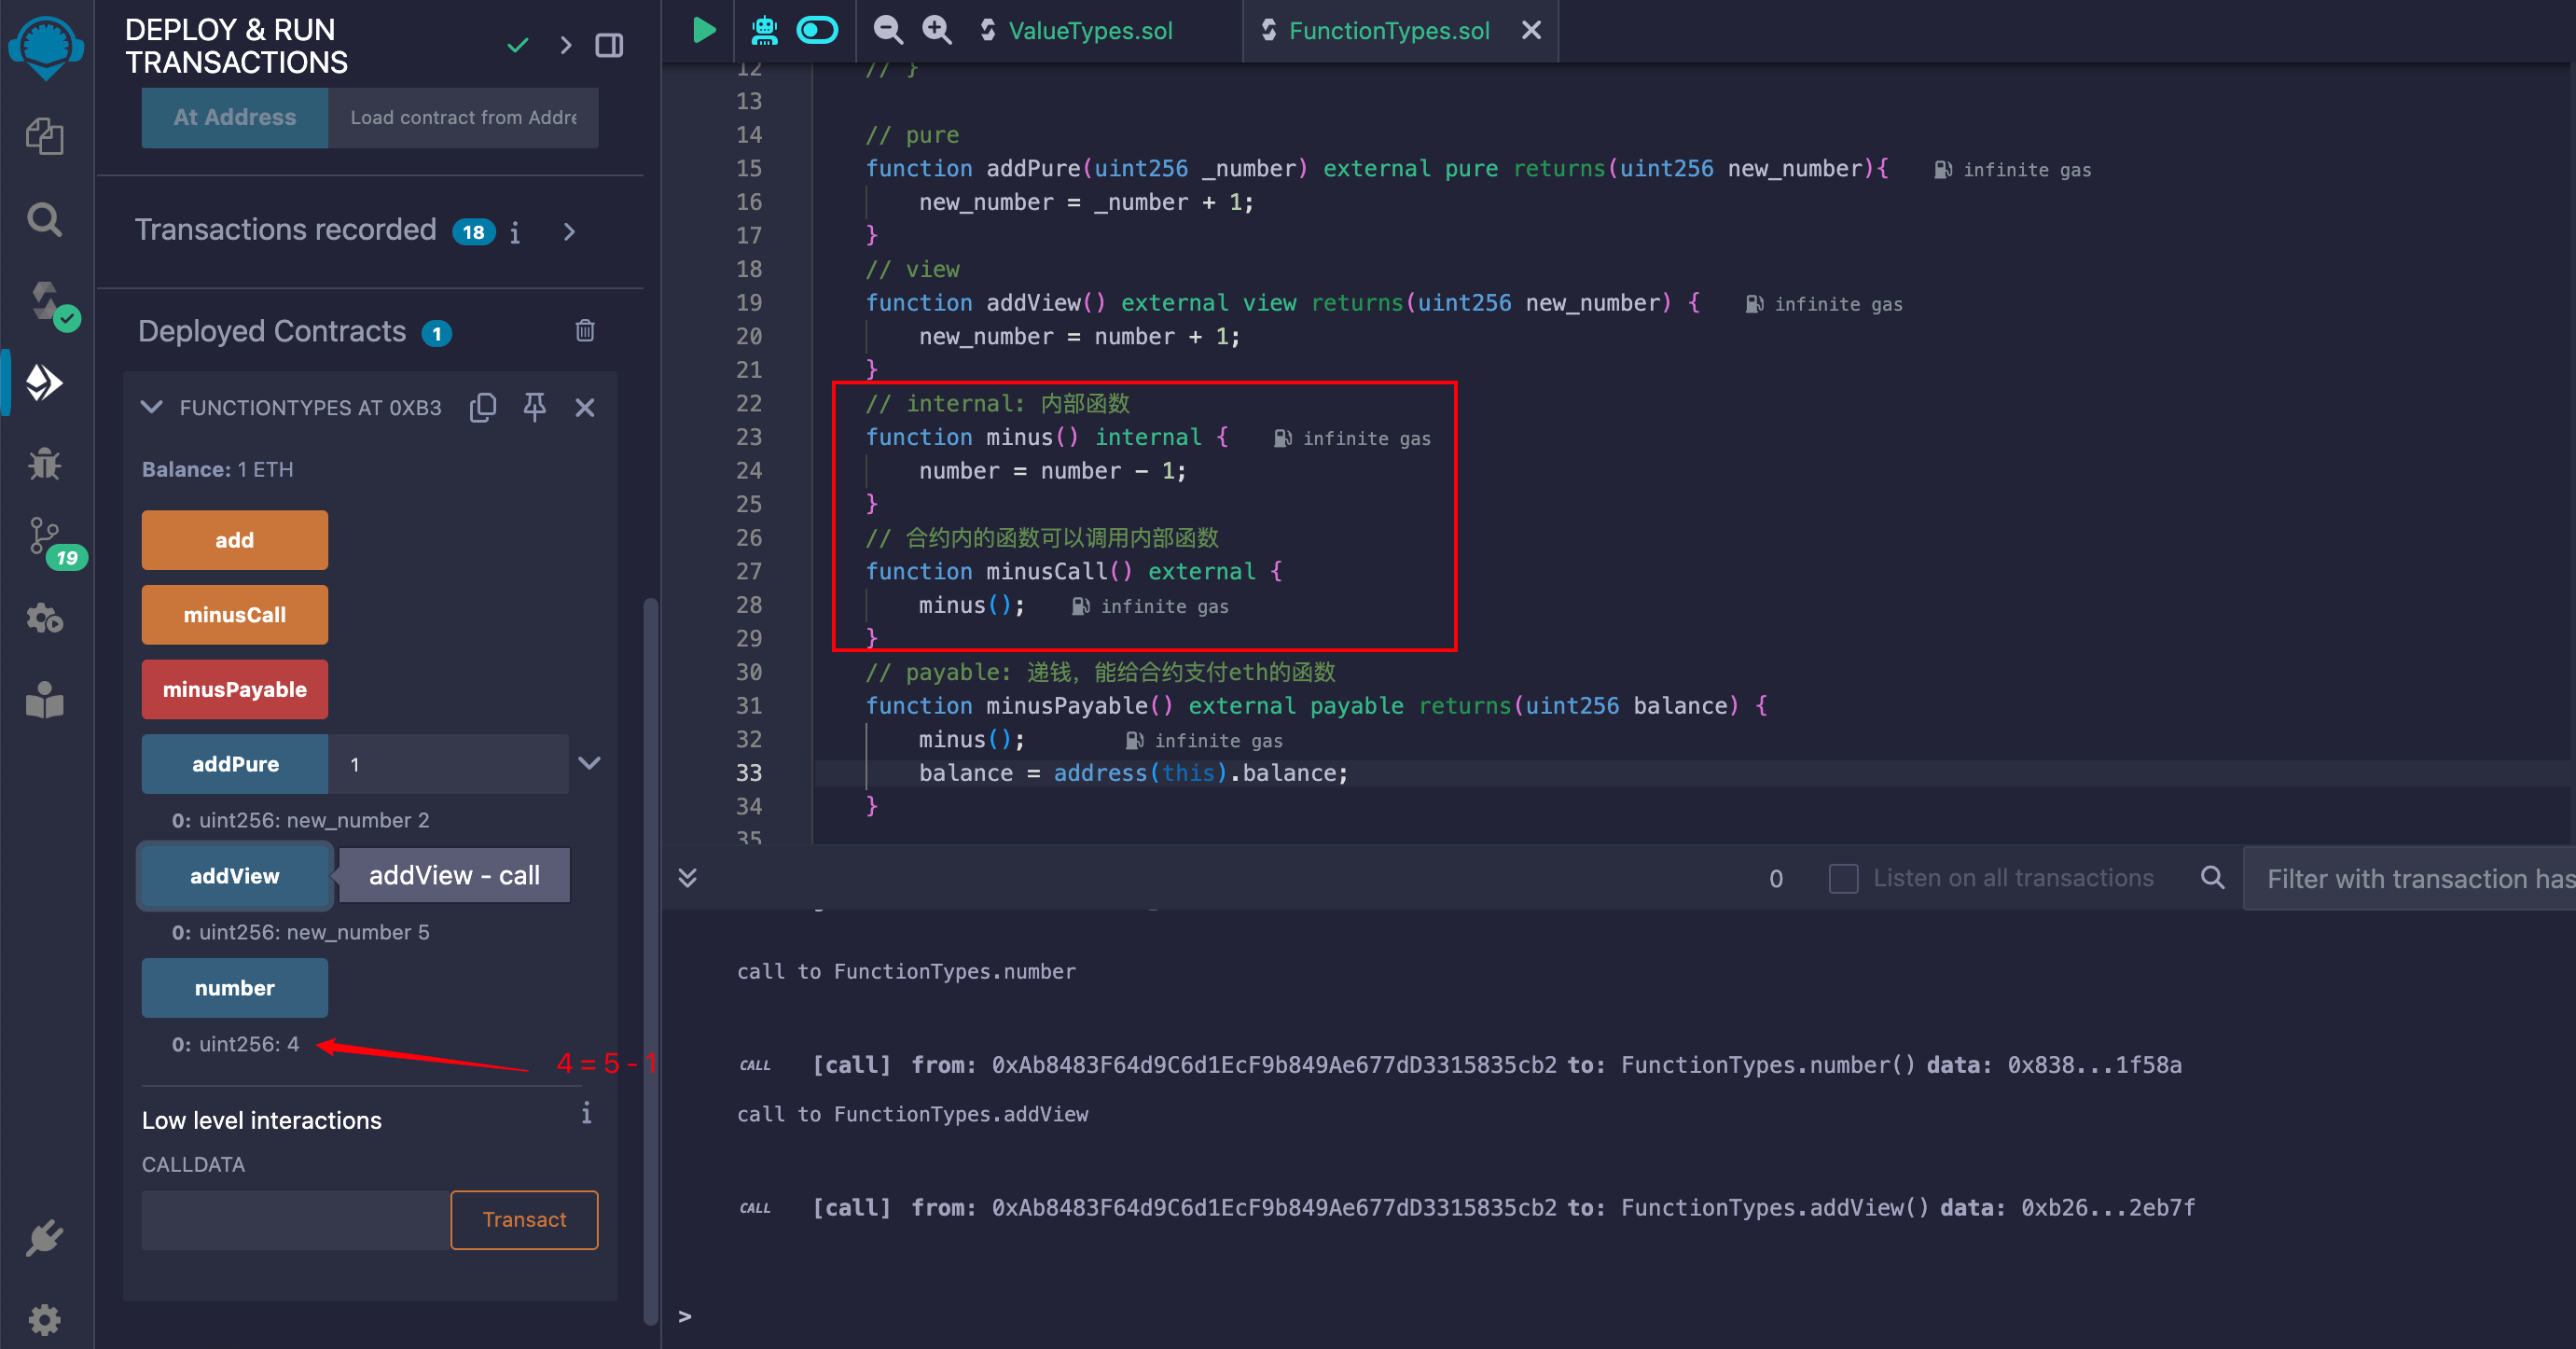 DEPLOY & RUN
TRANSACTIONS
At Address
Load contract from Addre
Transactions recorded 18 i
Deployed Contracts 1
19
FUNCTIONTYPES AT 0XB3
Balance: 1 ETH
add
minusCall
minusPayable
addPure 1
0: uint256: new_number 2
addView
addView - call
0: uint256: new_number 5
number
0: uint256: 4
4 = 5 - 1
Low level interactions i
CALLDATA
Transact
ValueTypes.sol
FunctionTypes.sol
12 // }
13
14 // pure
15 function addPure(uint256 _number) external pure returns(uint256 new_number){ infinite gas
16 new_number = _number + 1;
17 }
18 // view
19 function addView() external view returns(uint256 new_number) { infinite gas
20 new_number = number + 1;
21 }
22 // internal: 内部函数
23 function minus() internal { infinite gas
24 number = number - 1;
25 }
26 // 合约内的函数可以调用内部函数
27 function minusCall() external {
28 minus(); infinite gas
29 }
30 // payable: 递钱，能给合约支付eth的函数
31 function minusPayable() external payable returns(uint256 balance) {
32 minus(); infinite gas
33 balance = address(this).balance;
34 }
35
0 Listen on all transactions
Filter with transaction has
call to FunctionTypes.number
CALL [call] from: 0xAb8483F64d9C6d1EcF9b849Ae677dD3315835cb2 to: FunctionTypes.number() data: 0x838...1f58a
call to FunctionTypes.addView
CALL [call] from: 0xAb8483F64d9C6d1EcF9b849Ae677dD3315835cb2 to: FunctionTypes.addView() data: 0xb26...2eb7f
>